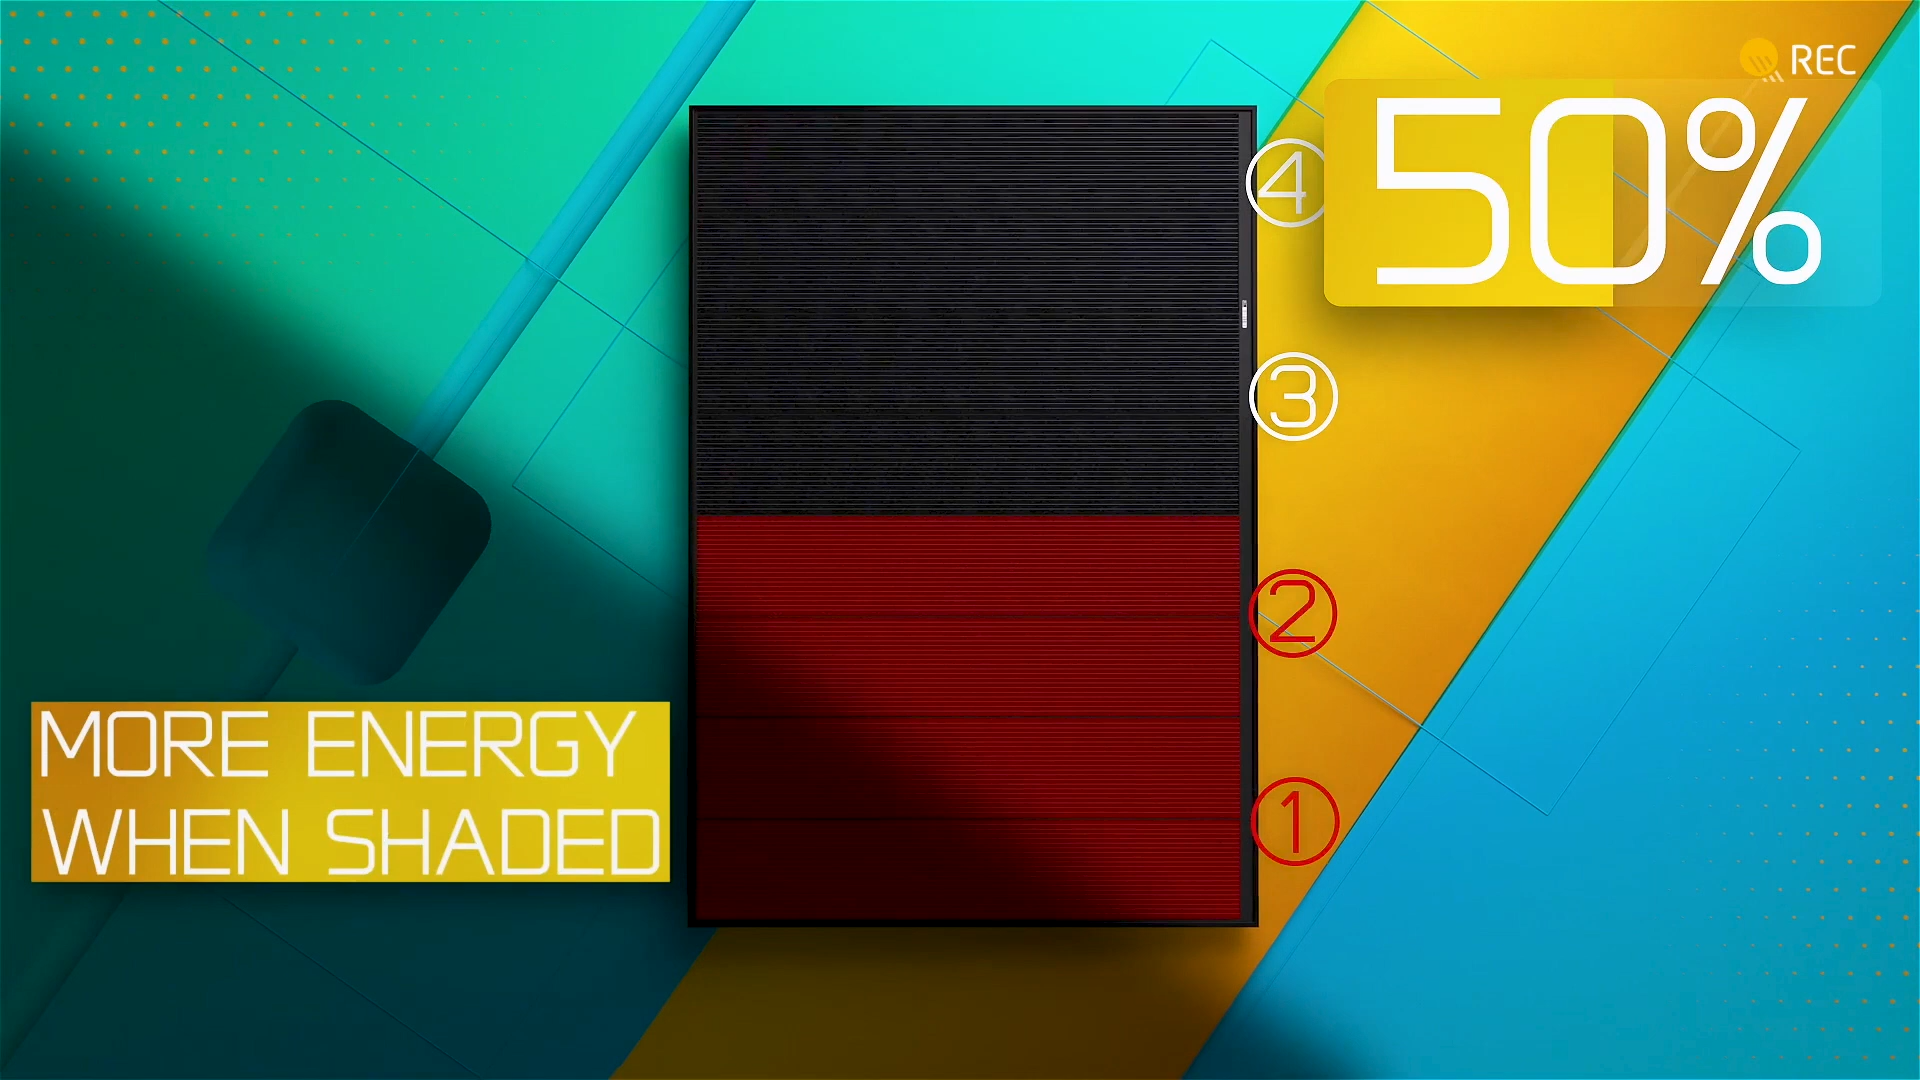 REC
50%
④
③
②
①
MORE ENERGY
WHEN SHADED